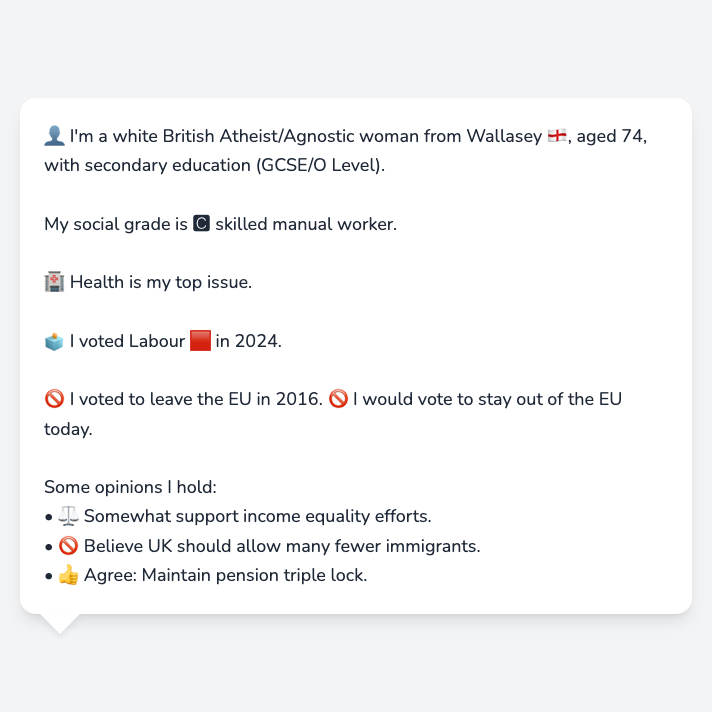 👤 I'm a white British Atheist/Agnostic woman from Wallasey 🏴󠁧󠁢󠁥󠁮󠁧󠁿, aged 74,
with secondary education (GCSE/O Level).
My social grade is 🅲 skilled manual worker.
🏥 Health is my top issue.
🗳️ I voted Labour 🟥 in 2024.
🚫 I voted to leave the EU in 2016. 🚫 I would vote to stay out of the EU
today.
Some opinions I hold:
• ⚖️ Somewhat support income equality efforts.
• 🚫 Believe UK should allow many fewer immigrants.
• 👍 Agree: Maintain pension triple lock.